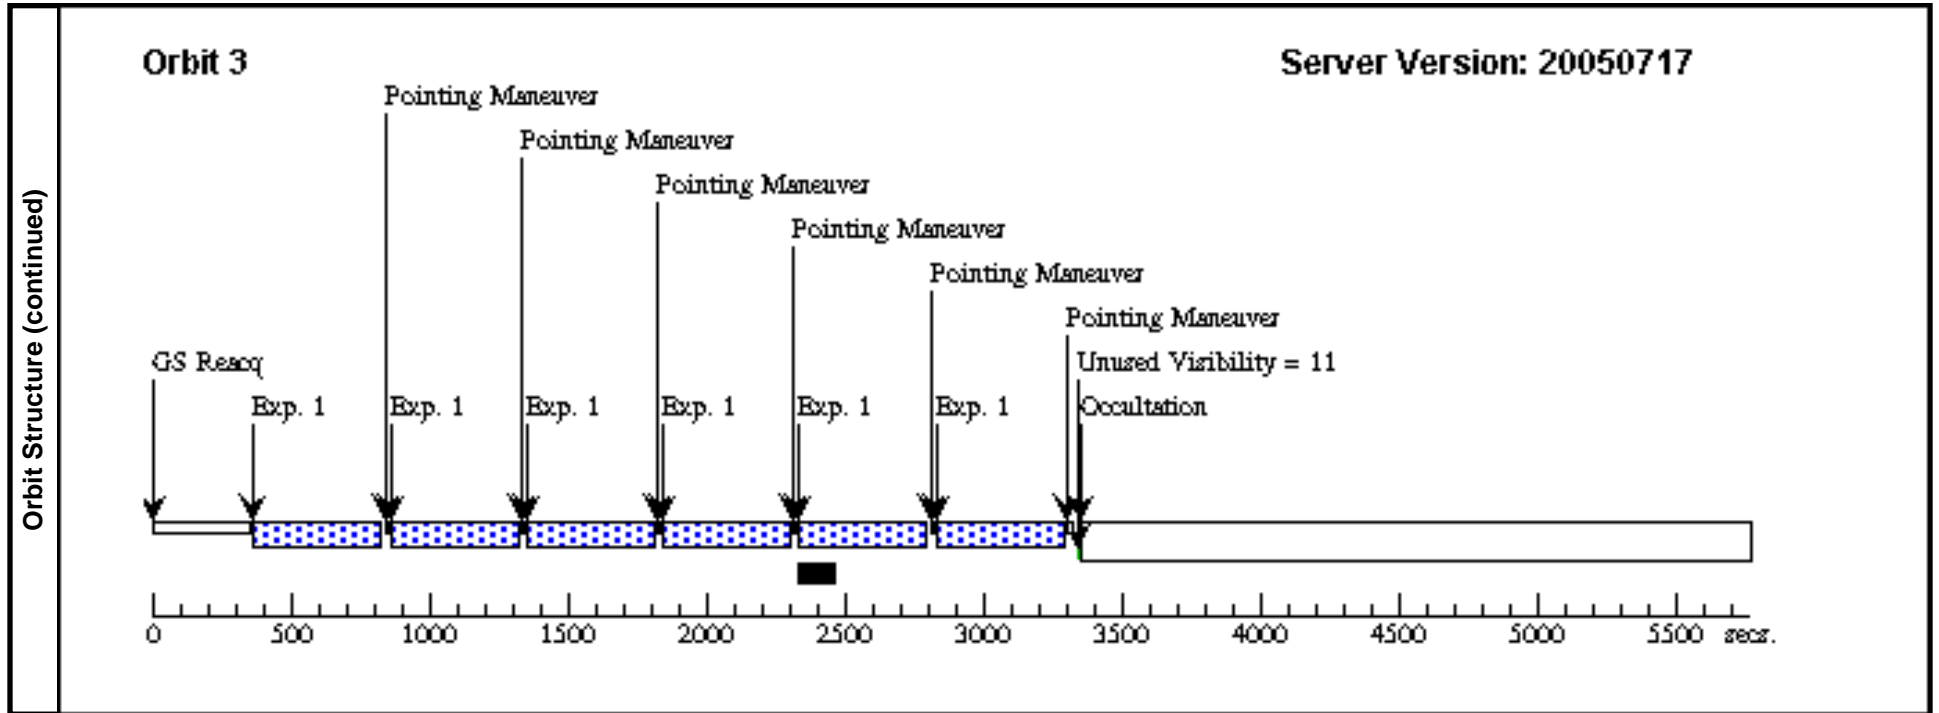 Orbit Structure (continued)
Orbit 3
Server Version: 20050717
Pointing Maneuver
Pointing Maneuver
Pointing Maneuver
Pointing Maneuver
Pointing Maneuver
Pointing Maneuver
GS Reacq
Unused Visibility = 11
Exp. 1 Exp. 1 Exp. 1 Exp. 1 Exp. 1 Exp. 1 Occultation
0 500 1000 1500 2000 2500 3000 3500 4000 4500 5000 5500 secs.